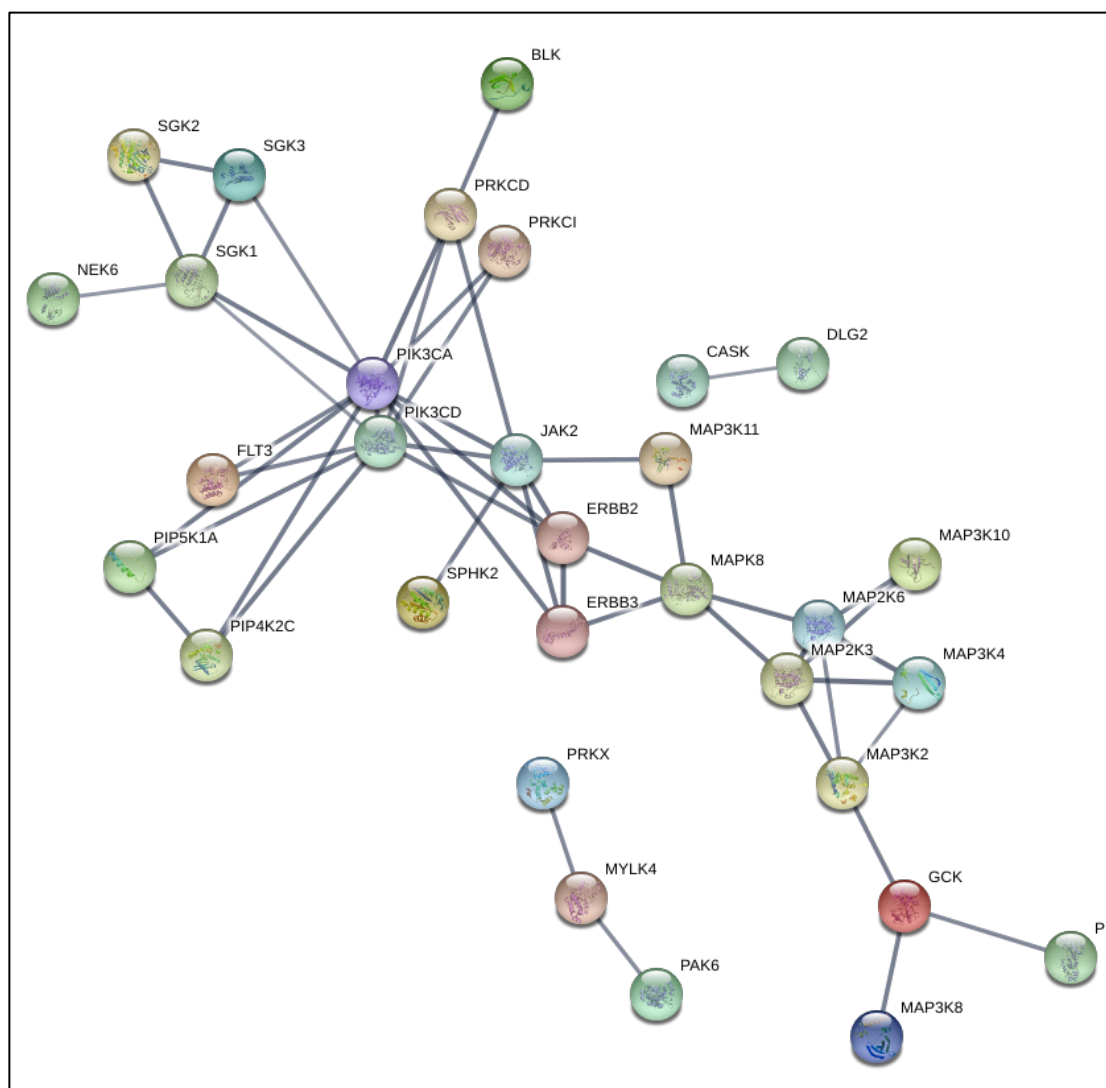 BLK
SGK2
SGK3
PRKCD
PRKCI
SGK1
NEK6
PIK3CA
DLG2
CASK
PIK3CD
FLT3
JAK2
MAP3K11
ERBB2
PIP5K1A
MAP3K10
SPHK2
MAPK8
MAP2K6
ERBB3
PIP4K2C
MAP2K3
MAP3K4
PRKX
MAP3K2
MYLK4
GCK
P
PAK6
MAP3K8